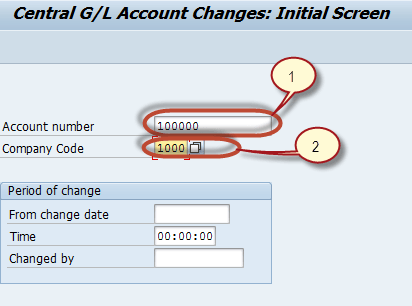 Central G/L Account Changes: Initial Screen
1
Account number 100000
Company Code 1000
2
Period of change
From change date
Time 00:00:00
Changed by